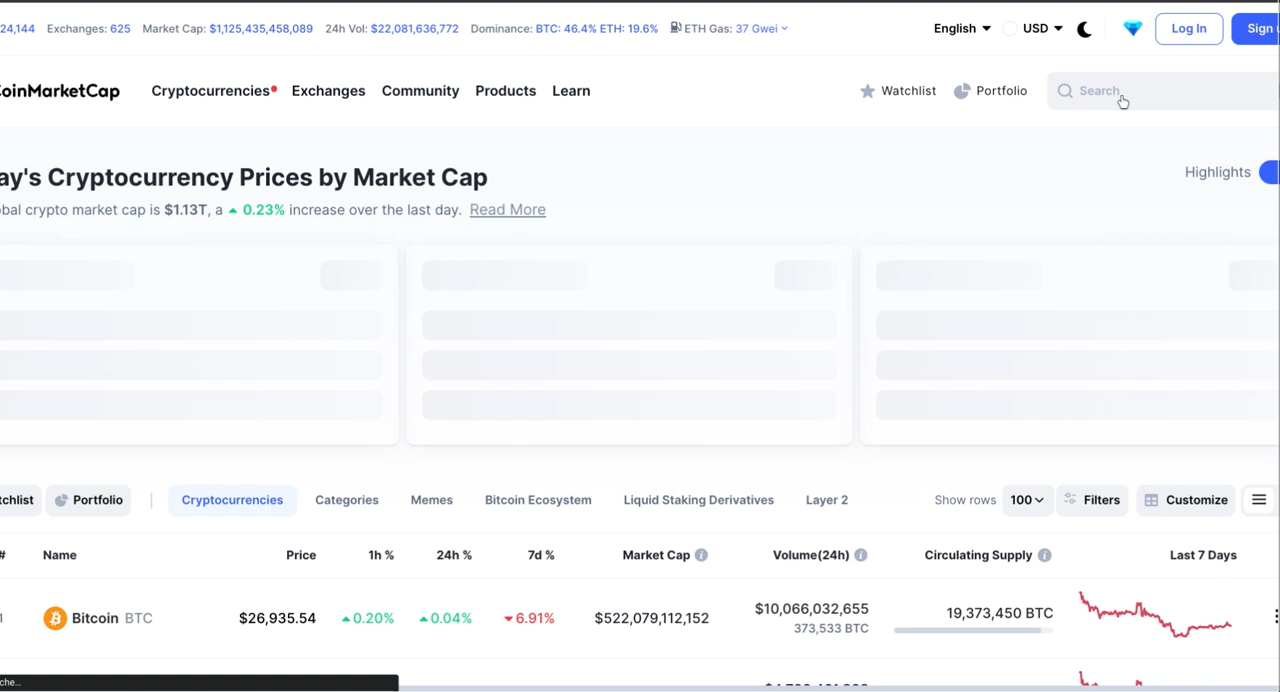 24,144 Exchanges: 625 Market Cap: $1,125,435,458,089 24h Vol: $22,081,636,772 Dominance: BTC: 46.4% ETH: 19.6% ETH Gas: 37 Gwei English USD Log In Sign
oinMarketCap Cryptocurrencies Exchanges Community Products Learn Watchlist Portfolio Search
ay's Cryptocurrency Prices by Market Cap Highlights
obal crypto market cap is $1.13T, a 0.23% increase over the last day. Read More
tchlist Portfolio Cryptocurrencies Categories Memes Bitcoin Ecosystem Liquid Staking Derivatives Layer 2 Show rows 100 Filters Customize
# Name Price 1h % 24h % 7d % Market Cap Volume(24h) Circulating Supply Last 7 Days
1 Bitcoin BTC $26,935.54 0.20% 0.04% 6.91% $522,079,112,152 $10,066,032,655 19,373,450 BTC
373,533 BTC
che...